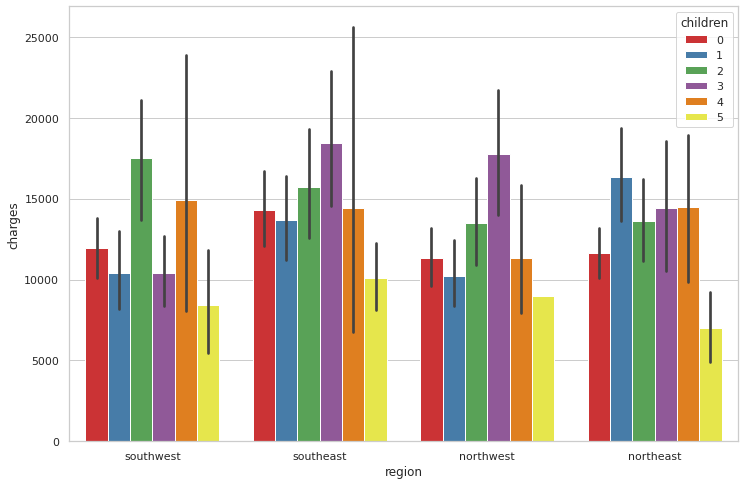 25000
20000
15000
10000
5000
0
charges
southwest
southeast
northwest
northeast
region
children
0
1
2
3
4
5